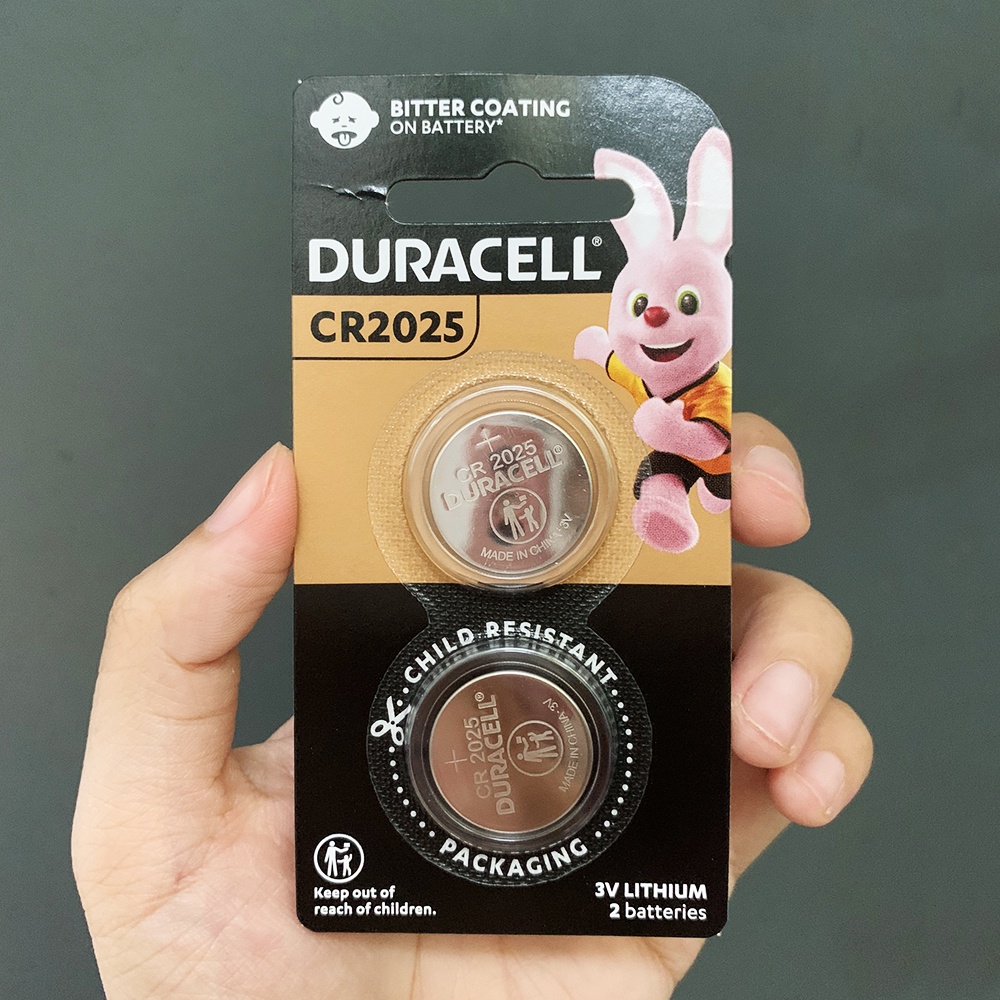 BITTER COATING
ON BATTERY*
DURACELL®
CR2025
+
CR 2025
DURACELL®
MADE IN CHINA · 3V
CHILD RESISTANT
+
CR 2025
DURACELL®
MADE IN CHINA · 3V
PACKAGING
Keep out of
reach of children.
3V LITHIUM
2 batteries